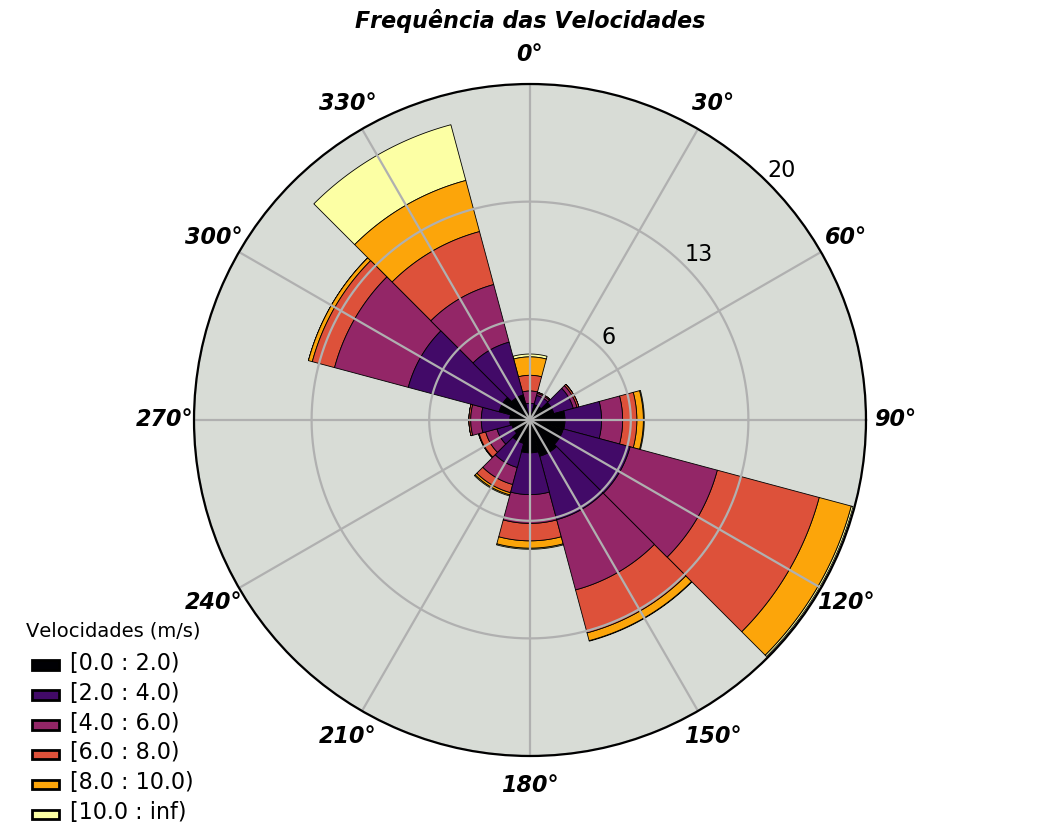 Frequência das Velocidades
0°
330°
30°
20
300°
60°
13
6
270°
90°
240°
120°
210°
150°
180°
Velocidades (m/s)
[0.0 : 2.0)
[2.0 : 4.0)
[4.0 : 6.0)
[6.0 : 8.0)
[8.0 : 10.0)
[10.0 : inf)